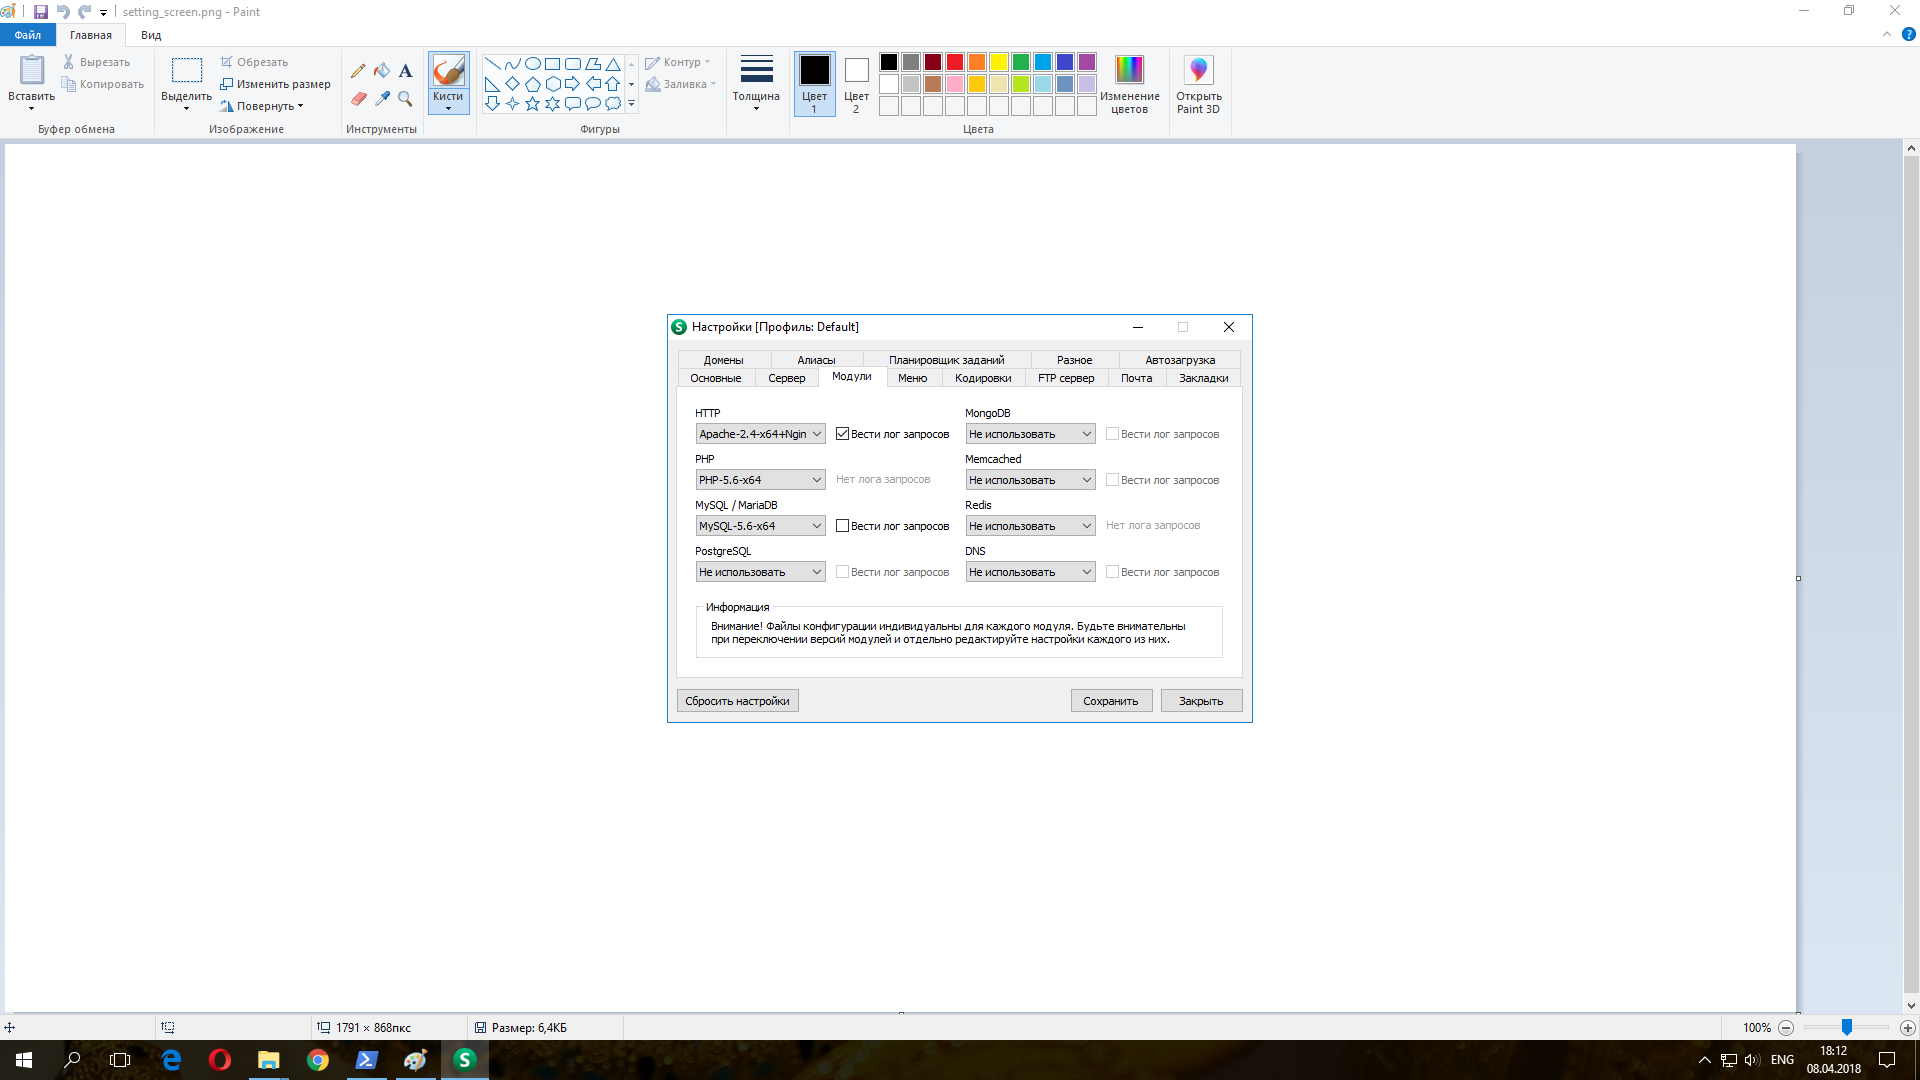 setting_screen.png - Paint
Файл
Главная
Вид
Вставить
Вырезать
Копировать
Буфер обмена
Выделить
Обрезать
Изменить размер
Повернуть
Изображение
A
Инструменты
Кисти
Контур
Заливка
Фигуры
Толщина
Цвет 1
Цвет 2
Изменение цветов
Цвета
Открыть Paint 3D
S Настройки [Профиль: Default]
Домены Алиасы Планировщик заданий Разное Автозагрузка
Основные Сервер Модули Меню Кодировки FTP сервер Почта Закладки
HTTP
Apache-2.4-x64+Ngin Вести лог запросов
PHP
PHP-5.6-x64 Нет лога запросов
MySQL / MariaDB
MySQL-5.6-x64 Вести лог запросов
PostgreSQL
Не использовать Вести лог запросов
MongoDB
Не использовать Вести лог запросов
Memcached
Не использовать Вести лог запросов
Redis
Не использовать Нет лога запросов
DNS
Не использовать Вести лог запросов
Информация
Внимание! Файлы конфигурации индивидуальны для каждого модуля. Будьте внимательны
при переключении версий модулей и отдельно редактируйте настройки каждого из них.
Сбросить настройки Сохранить Закрыть
1791 × 868пкс Размер: 6,4КБ 100%
ENG
18:12
08.04.2018